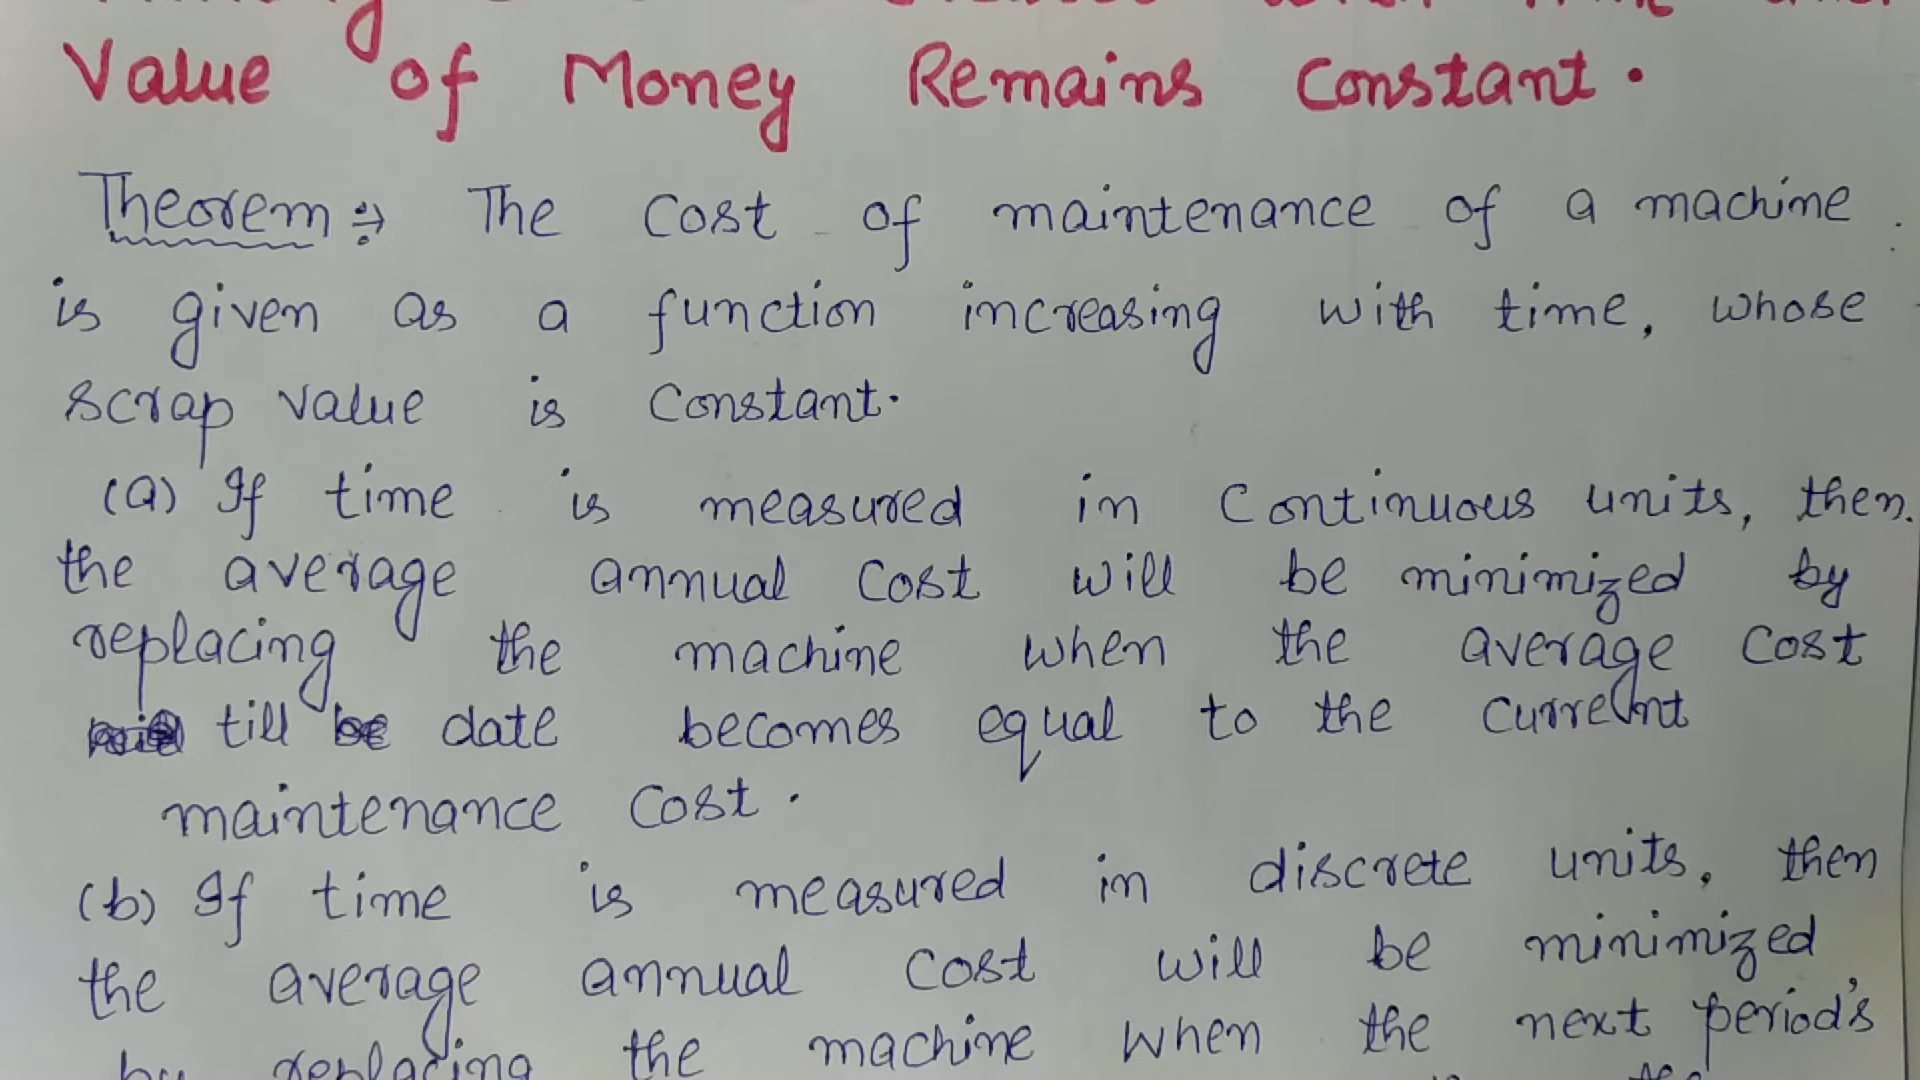 Value of Money Remains Constant.
Theorem :⇒ The cost of maintenance of a machine
is given as a function increasing with time, whose
scrap value is constant.
(a) If time is measured in continuous units, then
the average annual cost will be minimized by
replacing the machine when the average cost
till date becomes equal to the current
maintenance cost.
(b) If time is measured in discrete units, then
the average annual cost will be minimized
by replacing the machine when the next period's